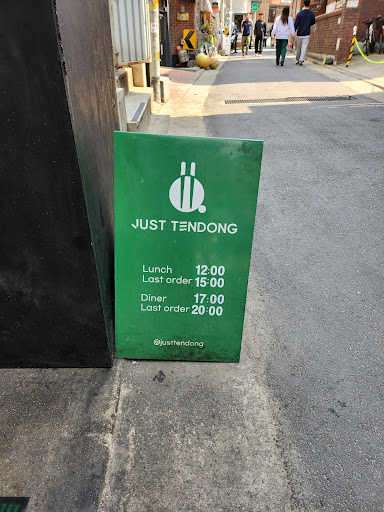 JUST TENDONG
Lunch 12:00
Last order 15:00
Diner 17:00
Last order 20:00
@justtendong